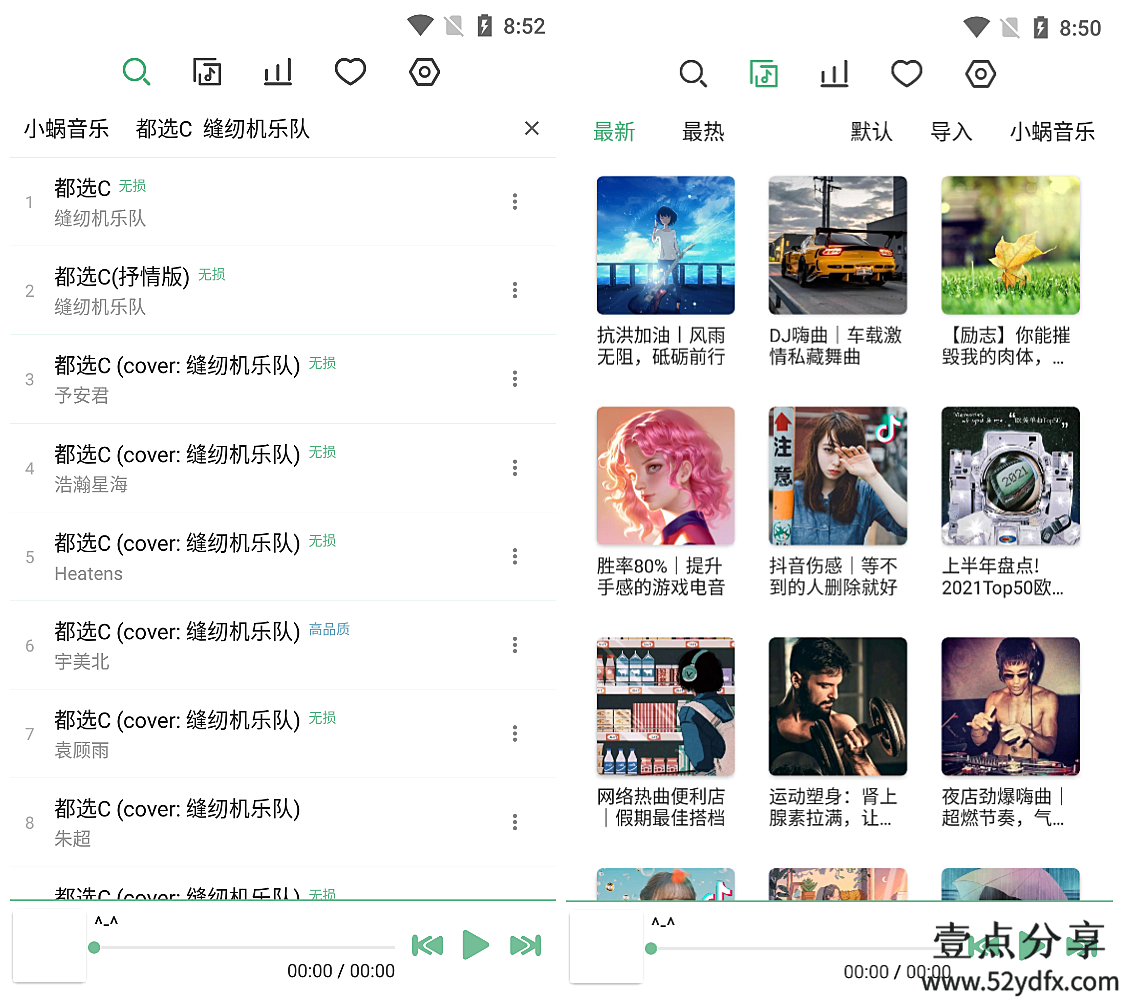 8:52
小蜗音乐 都选C 缝纫机乐队 ×
1
都选C 无损
缝纫机乐队
2
都选C(抒情版) 无损
缝纫机乐队
3
都选C (cover: 缝纫机乐队) 无损
予安君
4
都选C (cover: 缝纫机乐队) 无损
浩瀚星海
5
都选C (cover: 缝纫机乐队) 无损
Heatens
6
都选C (cover: 缝纫机乐队) 高品质
宇美北
7
都选C (cover: 缝纫机乐队) 无损
袁顾雨
8
都选C (cover: 缝纫机乐队)
朱超
都选C (cover: 缝纫机乐队) 无损
^_^
00:00 / 00:00
8:50
最新 最热 默认 导入 小蜗音乐
抗洪加油丨风雨
无阻，砥砺前行
DJ嗨曲｜车载激
情私藏舞曲
【励志】你能摧
毁我的肉体，...
注意
2021
胜率80%｜提升
手感的游戏电音
抖音伤感｜等不
到的人删除就好
上半年盘点!
2021Top50欧...
网络热曲便利店
｜假期最佳搭档
运动塑身：肾上
腺素拉满，让...
夜店劲爆嗨曲｜
超燃节奏，气...
^_^
00:00 / 00:00
壹点分享
www.52ydfx.com